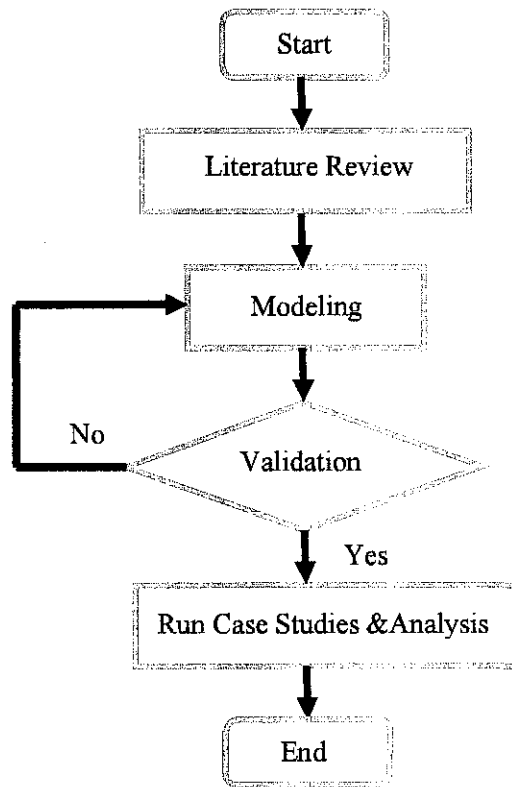 Start
Literature Review
Modeling
No
Validation
Yes
Run Case Studies &Analysis
End